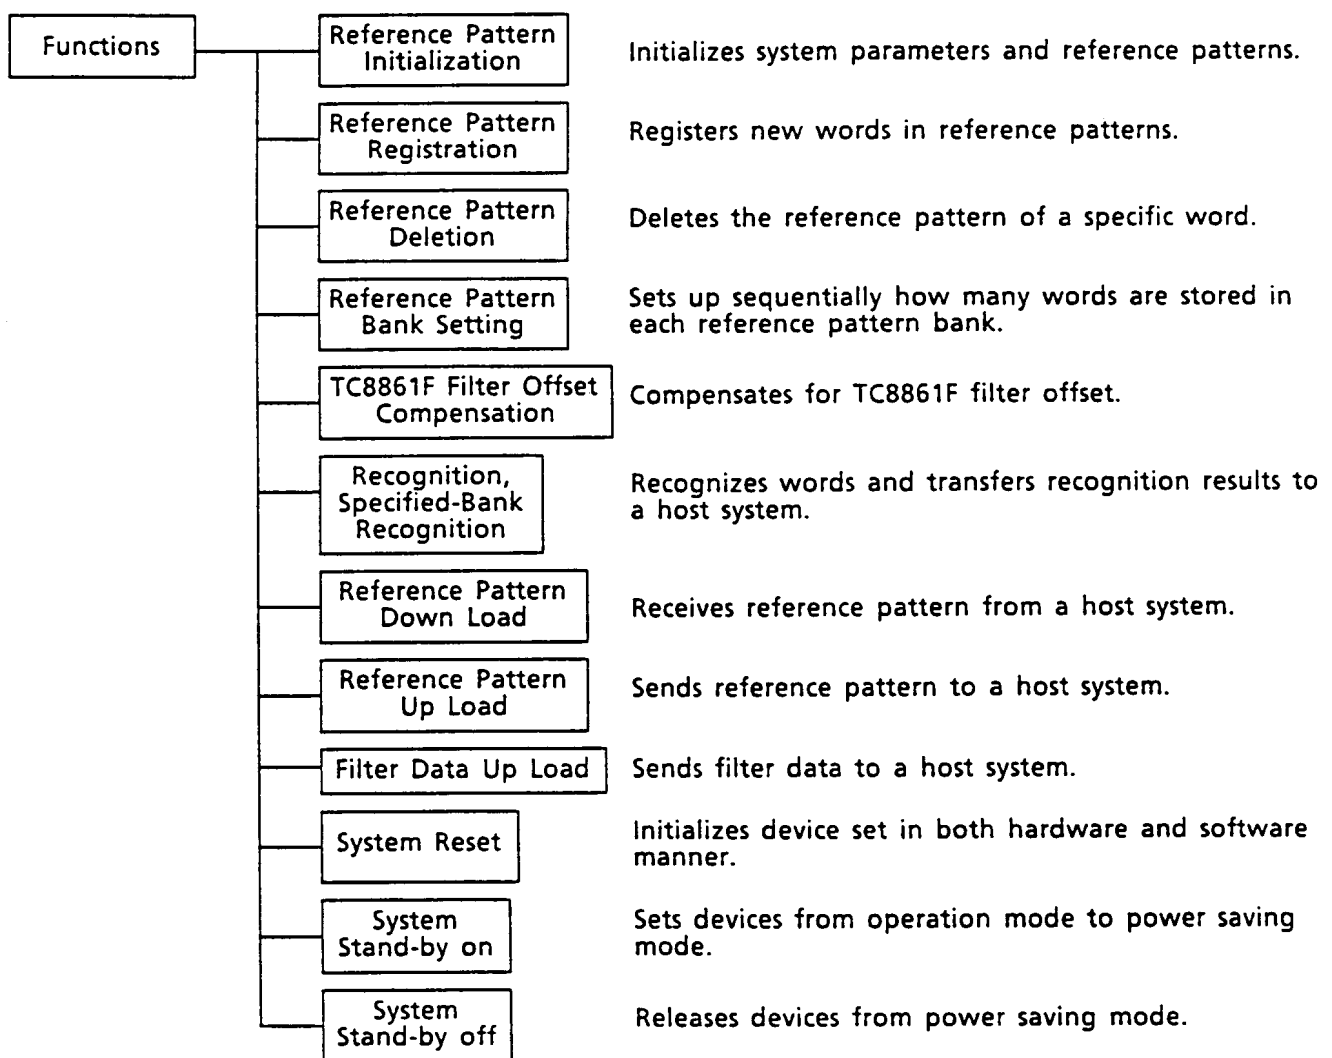 Functions
Reference Pattern
Initialization
Initializes system parameters and reference patterns.
Reference Pattern
Registration
Registers new words in reference patterns.
Reference Pattern
Deletion
Deletes the reference pattern of a specific word.
Reference Pattern
Bank Setting
Sets up sequentially how many words are stored in
each reference pattern bank.
TC8861F Filter Offset
Compensation
Compensates for TC8861F filter offset.
Recognition,
Specified-Bank
Recognition
Recognizes words and transfers recognition results to
a host system.
Reference Pattern
Down Load
Receives reference pattern from a host system.
Reference Pattern
Up Load
Sends reference pattern to a host system.
Filter Data Up Load
Sends filter data to a host system.
System Reset
Initializes device set in both hardware and software
manner.
System
Stand-by on
Sets devices from operation mode to power saving
mode.
System
Stand-by off
Releases devices from power saving mode.